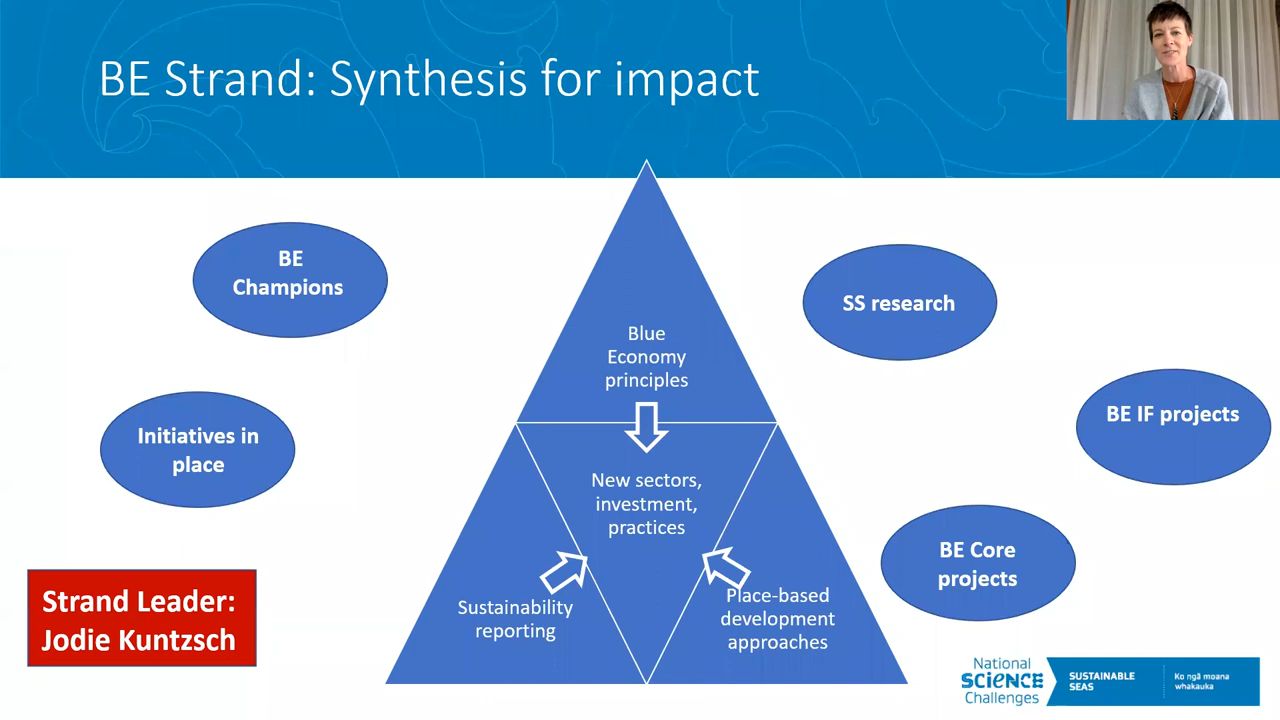 BE Strand: Synthesis for impact
BE
Champions
Initiatives in
place
Strand Leader:
Jodie Kuntzsch
Blue
Economy
principles
New sectors,
investment,
practices
Sustainability
reporting
Place-based
development
approaches
SS research
BE IF projects
BE Core
projects
National
SCIENCE
Challenges
SUSTAINABLE
SEAS
Ko ngā moana
whakauka